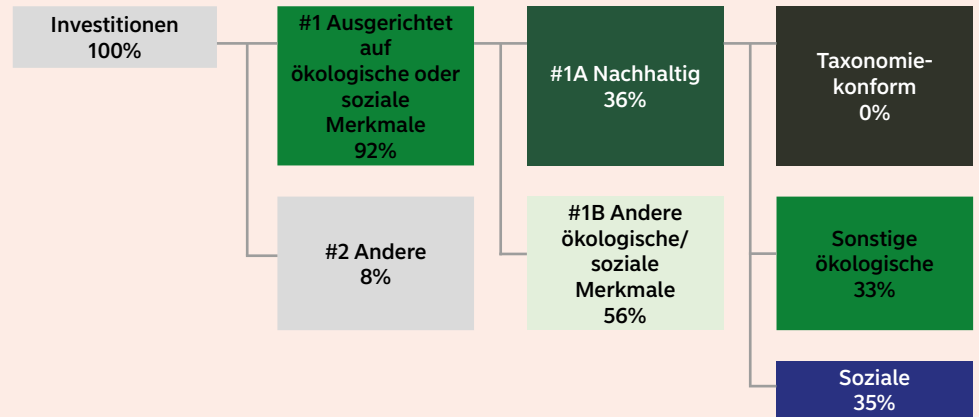 Investitionen
100%
#1 Ausgerichtet
auf
ökologische oder
soziale
Merkmale
92%
#1A Nachhaltig
36%
Taxonomie-
konform
0%
#2 Andere
8%
#1B Andere
ökologische/
soziale
Merkmale
56%
Sonstige
ökologische
33%
Soziale
35%